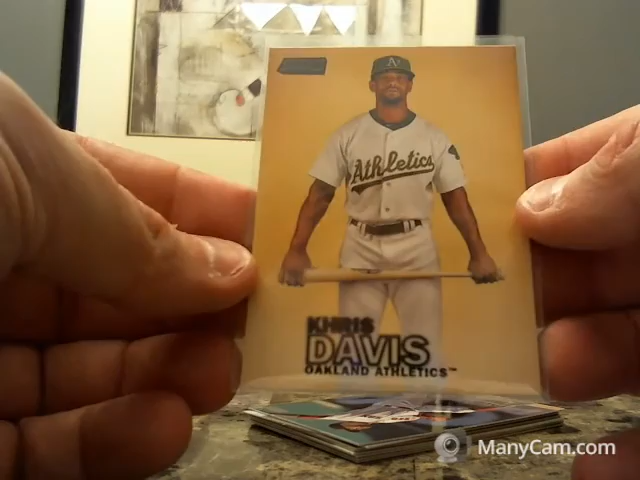 A's
Athletics
KHRIS
DAVIS
OAKLAND ATHLETICS™
ManyCam.com